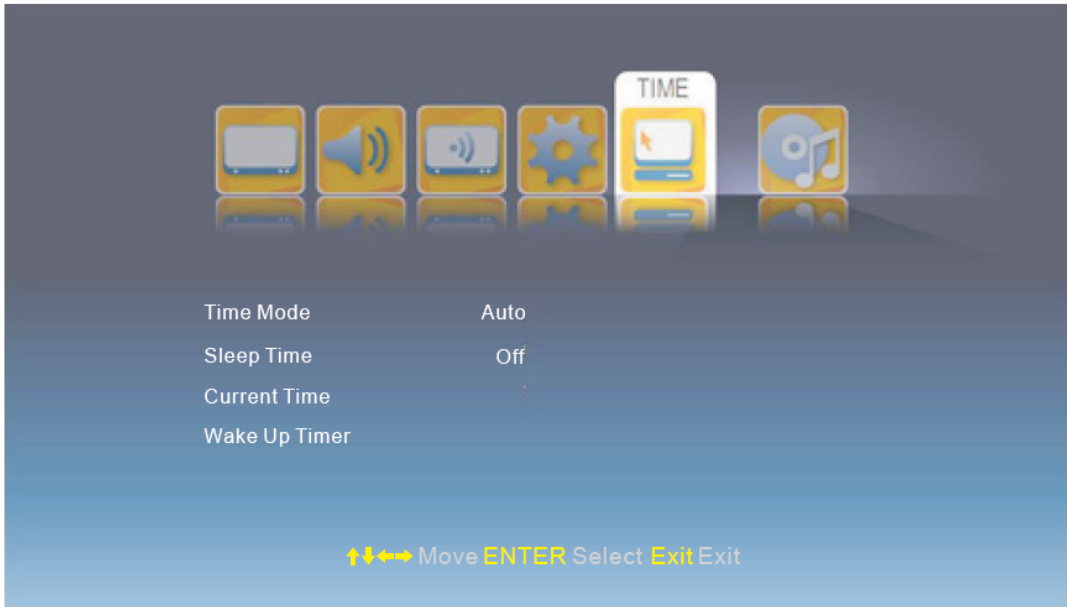 TIME
Time Mode Auto
Sleep Time Off
Current Time
Wake Up Timer
Move ENTER Select Exit Exit